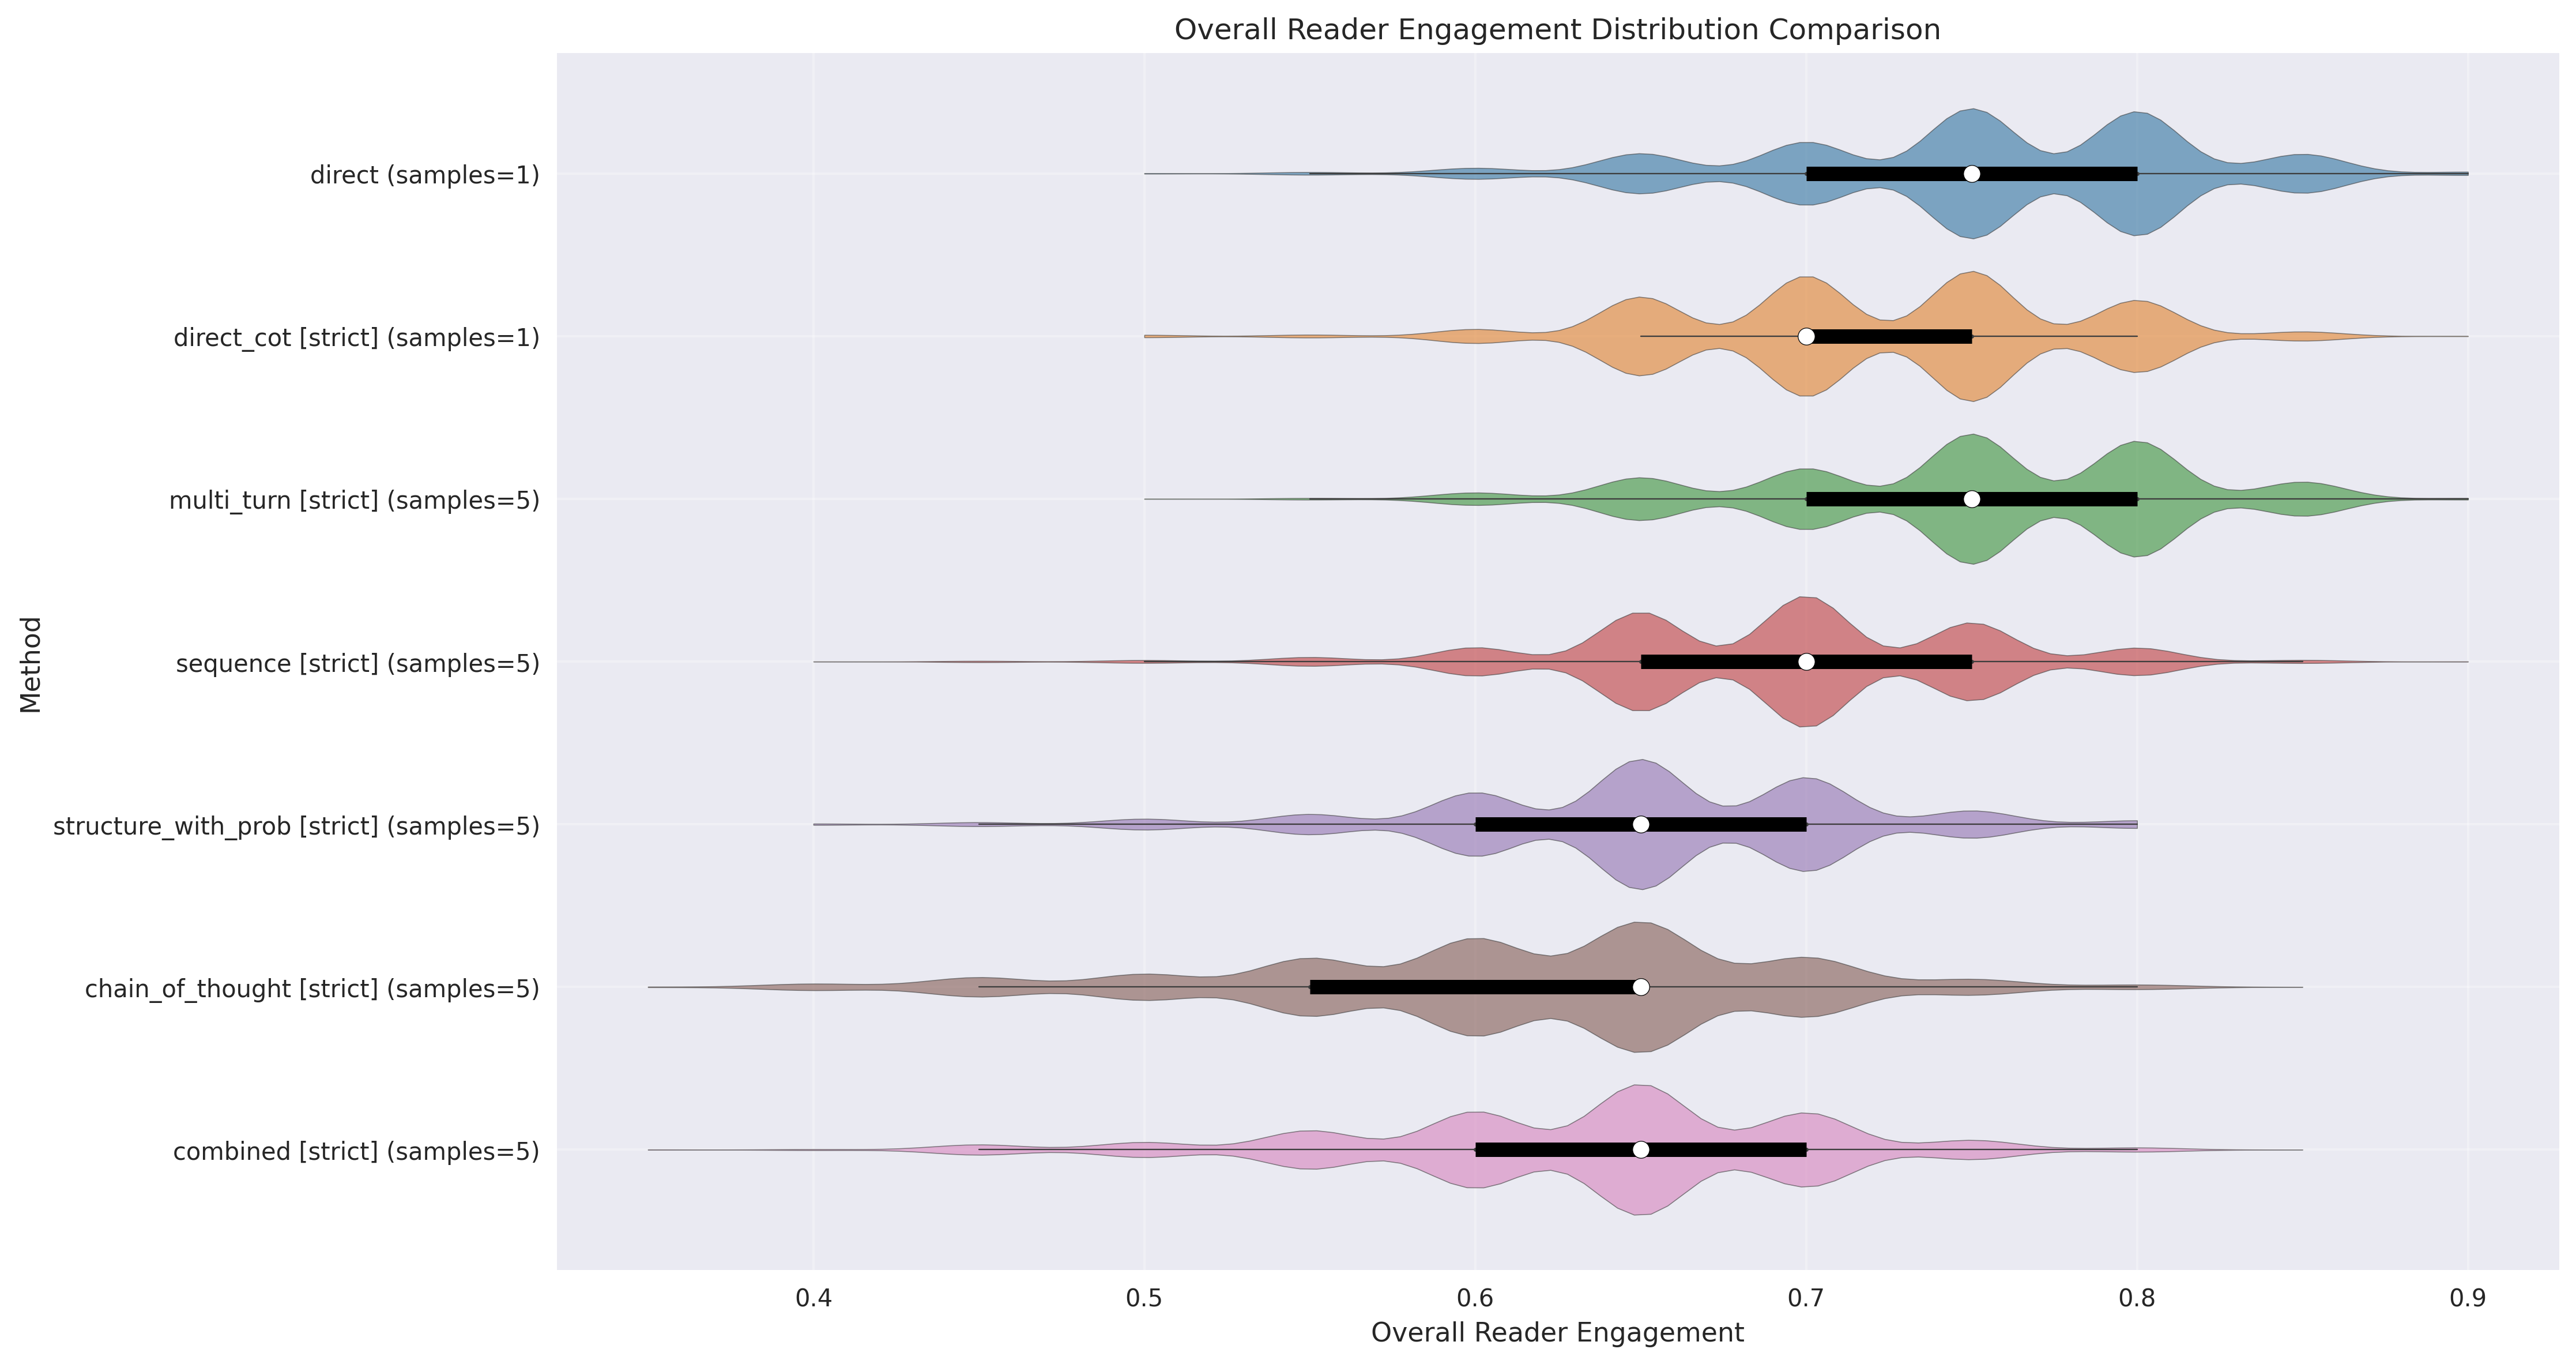 Overall Reader Engagement Distribution Comparison
Method
direct (samples=1)
direct_cot [strict] (samples=1)
multi_turn [strict] (samples=5)
sequence [strict] (samples=5)
structure_with_prob [strict] (samples=5)
chain_of_thought [strict] (samples=5)
combined [strict] (samples=5)
0.4 0.5 0.6 0.7 0.8 0.9
Overall Reader Engagement